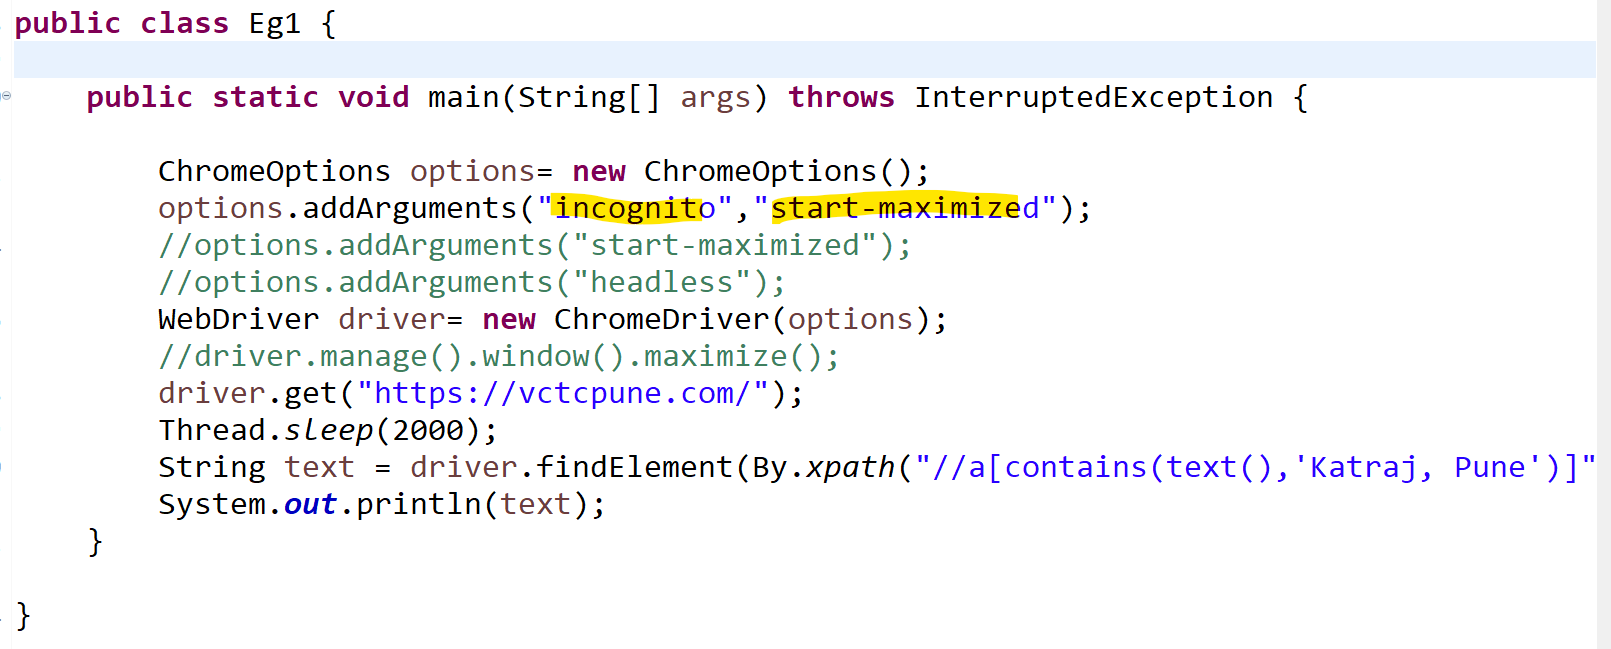 public class Eg1 {
public static void main(String[] args) throws InterruptedException {
ChromeOptions options= new ChromeOptions();
options.addArguments("incognito","start-maximized");
//options.addArguments("start-maximized");
//options.addArguments("headless");
WebDriver driver= new ChromeDriver(options);
//driver.manage().window().maximize();
driver.get("https://vctcpune.com/");
Thread.sleep(2000);
String text = driver.findElement(By.xpath("//a[contains(text(),'Katraj, Pune')]"
System.out.println(text);
}
}